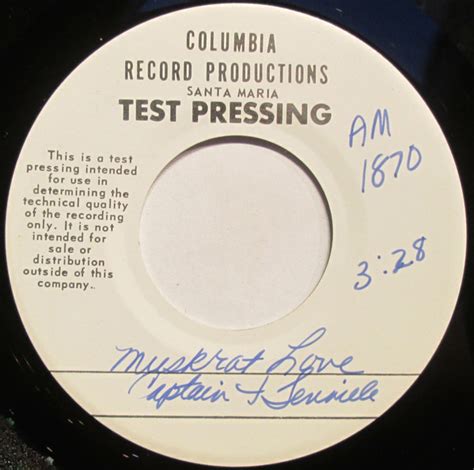 COLUMBIA
RECORD PRODUCTIONS
SANTA MARIA
TEST PRESSING
This is a test
pressing intended
for use in
determining the
technical quality
of the recording
only. It is not
intended for
sale or
distribution
outside of this
company.
AM
1870
3:28
Muskrat Love
Captain & Tennille